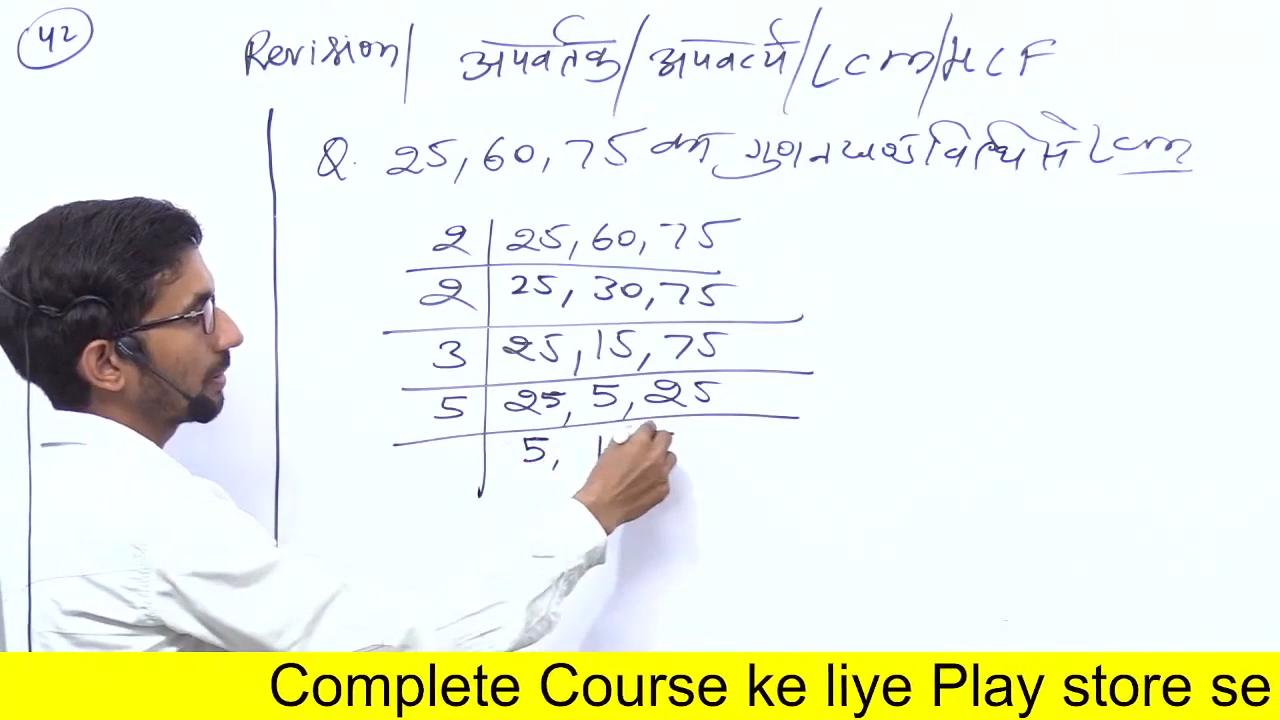 42
Revision/ अपवर्तक/अपवर्त्य/Lcm/HCF
Q. 25,60,75 का गुणनखण्ड विधि से Lcm
2 | 25, 60, 75
2 | 25, 30, 75
3 | 25, 15, 75
5 | 25, 5, 25
5, 1
Complete Course ke liye Play store se